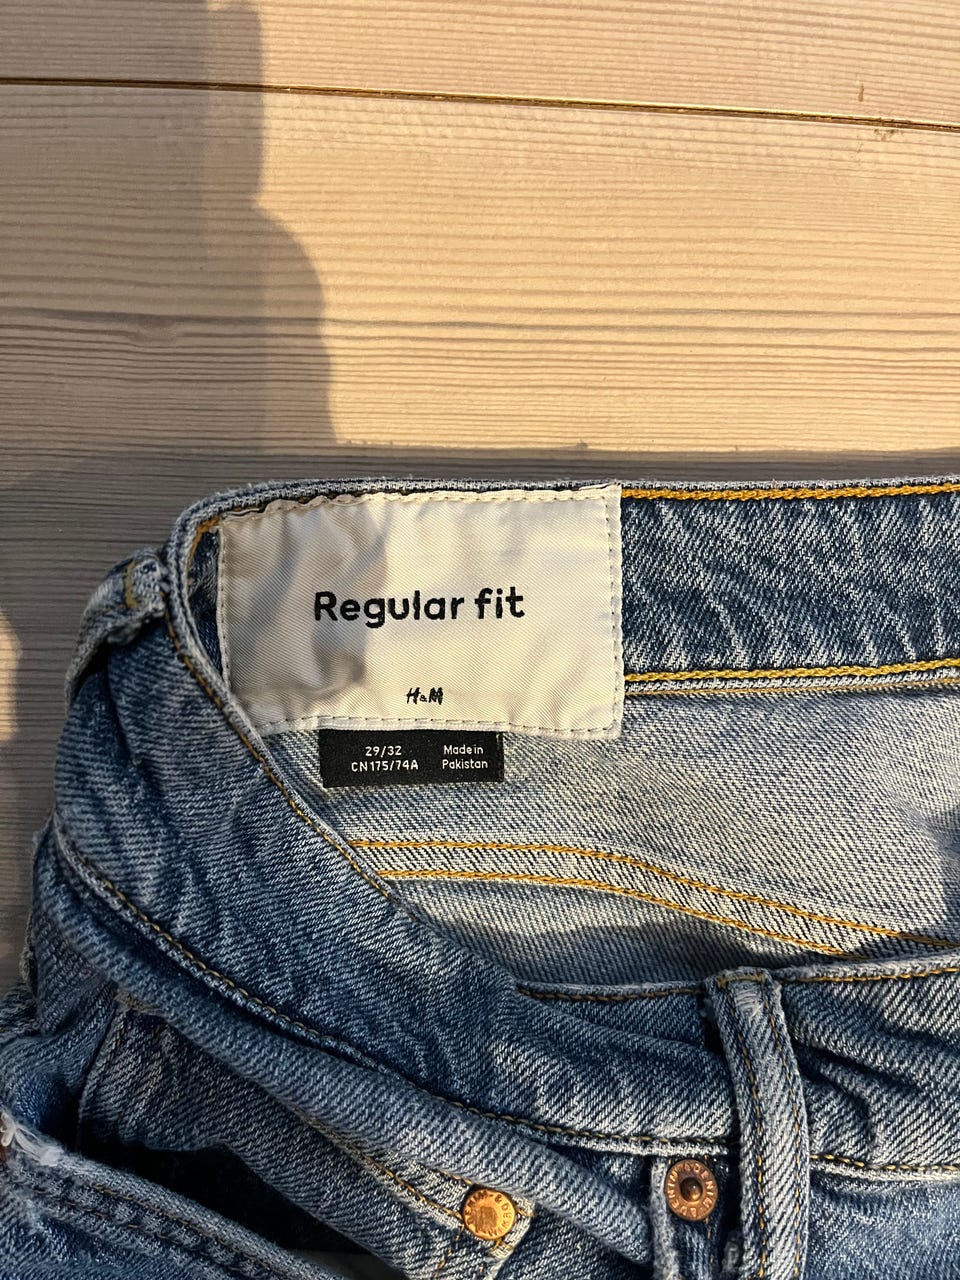 Regular fit
H&M
29/32
CN175/74A
Made in
Pakistan